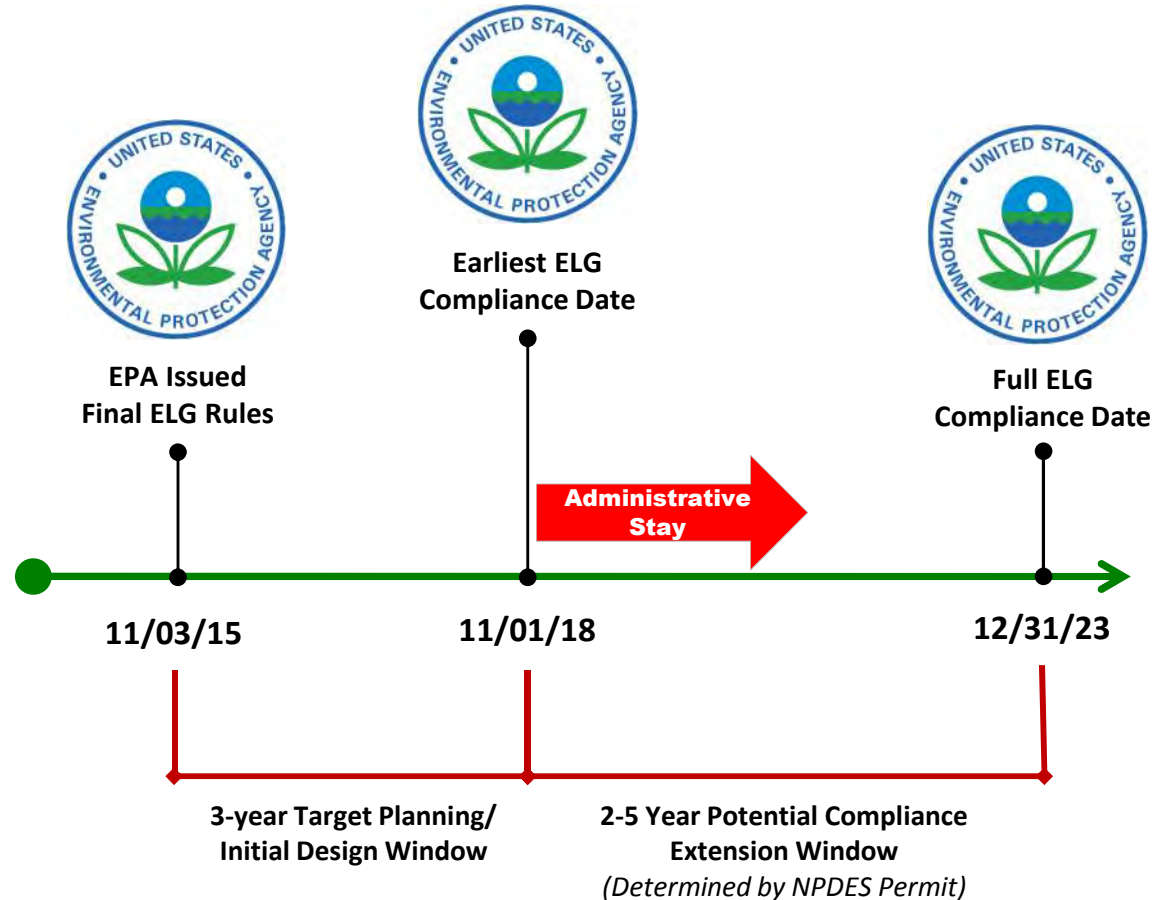 UNITED STATES
ENVIRONMENTAL PROTECTION AGENCY
UNITED STATES
ENVIRONMENTAL PROTECTION AGENCY
UNITED STATES
ENVIRONMENTAL PROTECTION AGENCY
EPA Issued
Final ELG Rules
Earliest ELG
Compliance Date
Full ELG
Compliance Date
Administrative
Stay
11/03/15
11/01/18
12/31/23
3-year Target Planning/
Initial Design Window
2-5 Year Potential Compliance
Extension Window
(Determined by NPDES Permit)